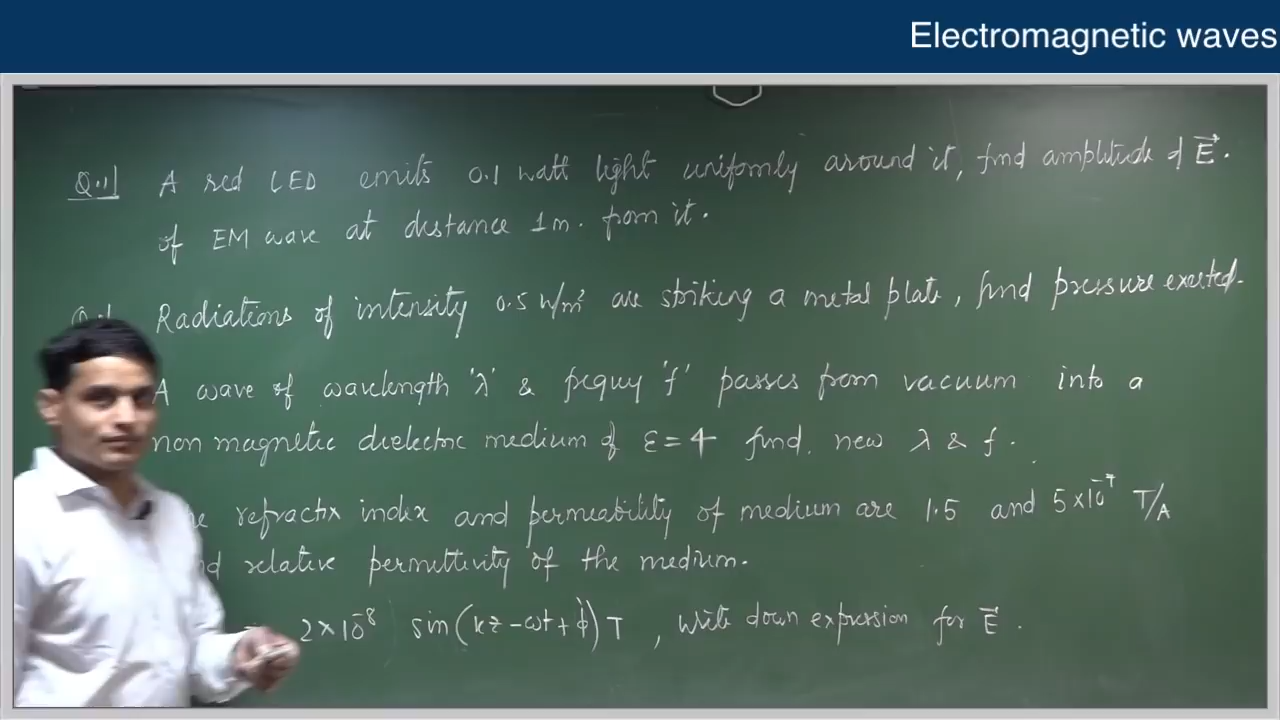 Electromagnetic waves
Q.1 A red LED emits 0.1 watt light uniformly around it, find amplitude of E⃗.
of EM wave at distance 1m. from it.
Radiations of intensity 0.5 W/m² are striking a metal plate, find pressure exerted.
A wave of wavelength 'λ' & 'f' passes from vacuum into a
non magnetic dielectric medium of ε = 4 find. new λ & f.
index and permeability of medium are 1.5 and 5×10⁻⁷ T/A
relative permittivity of the medium.
2×10⁻⁸ sin(kz-ωt+ϕ) T, write down expression for E⃗.